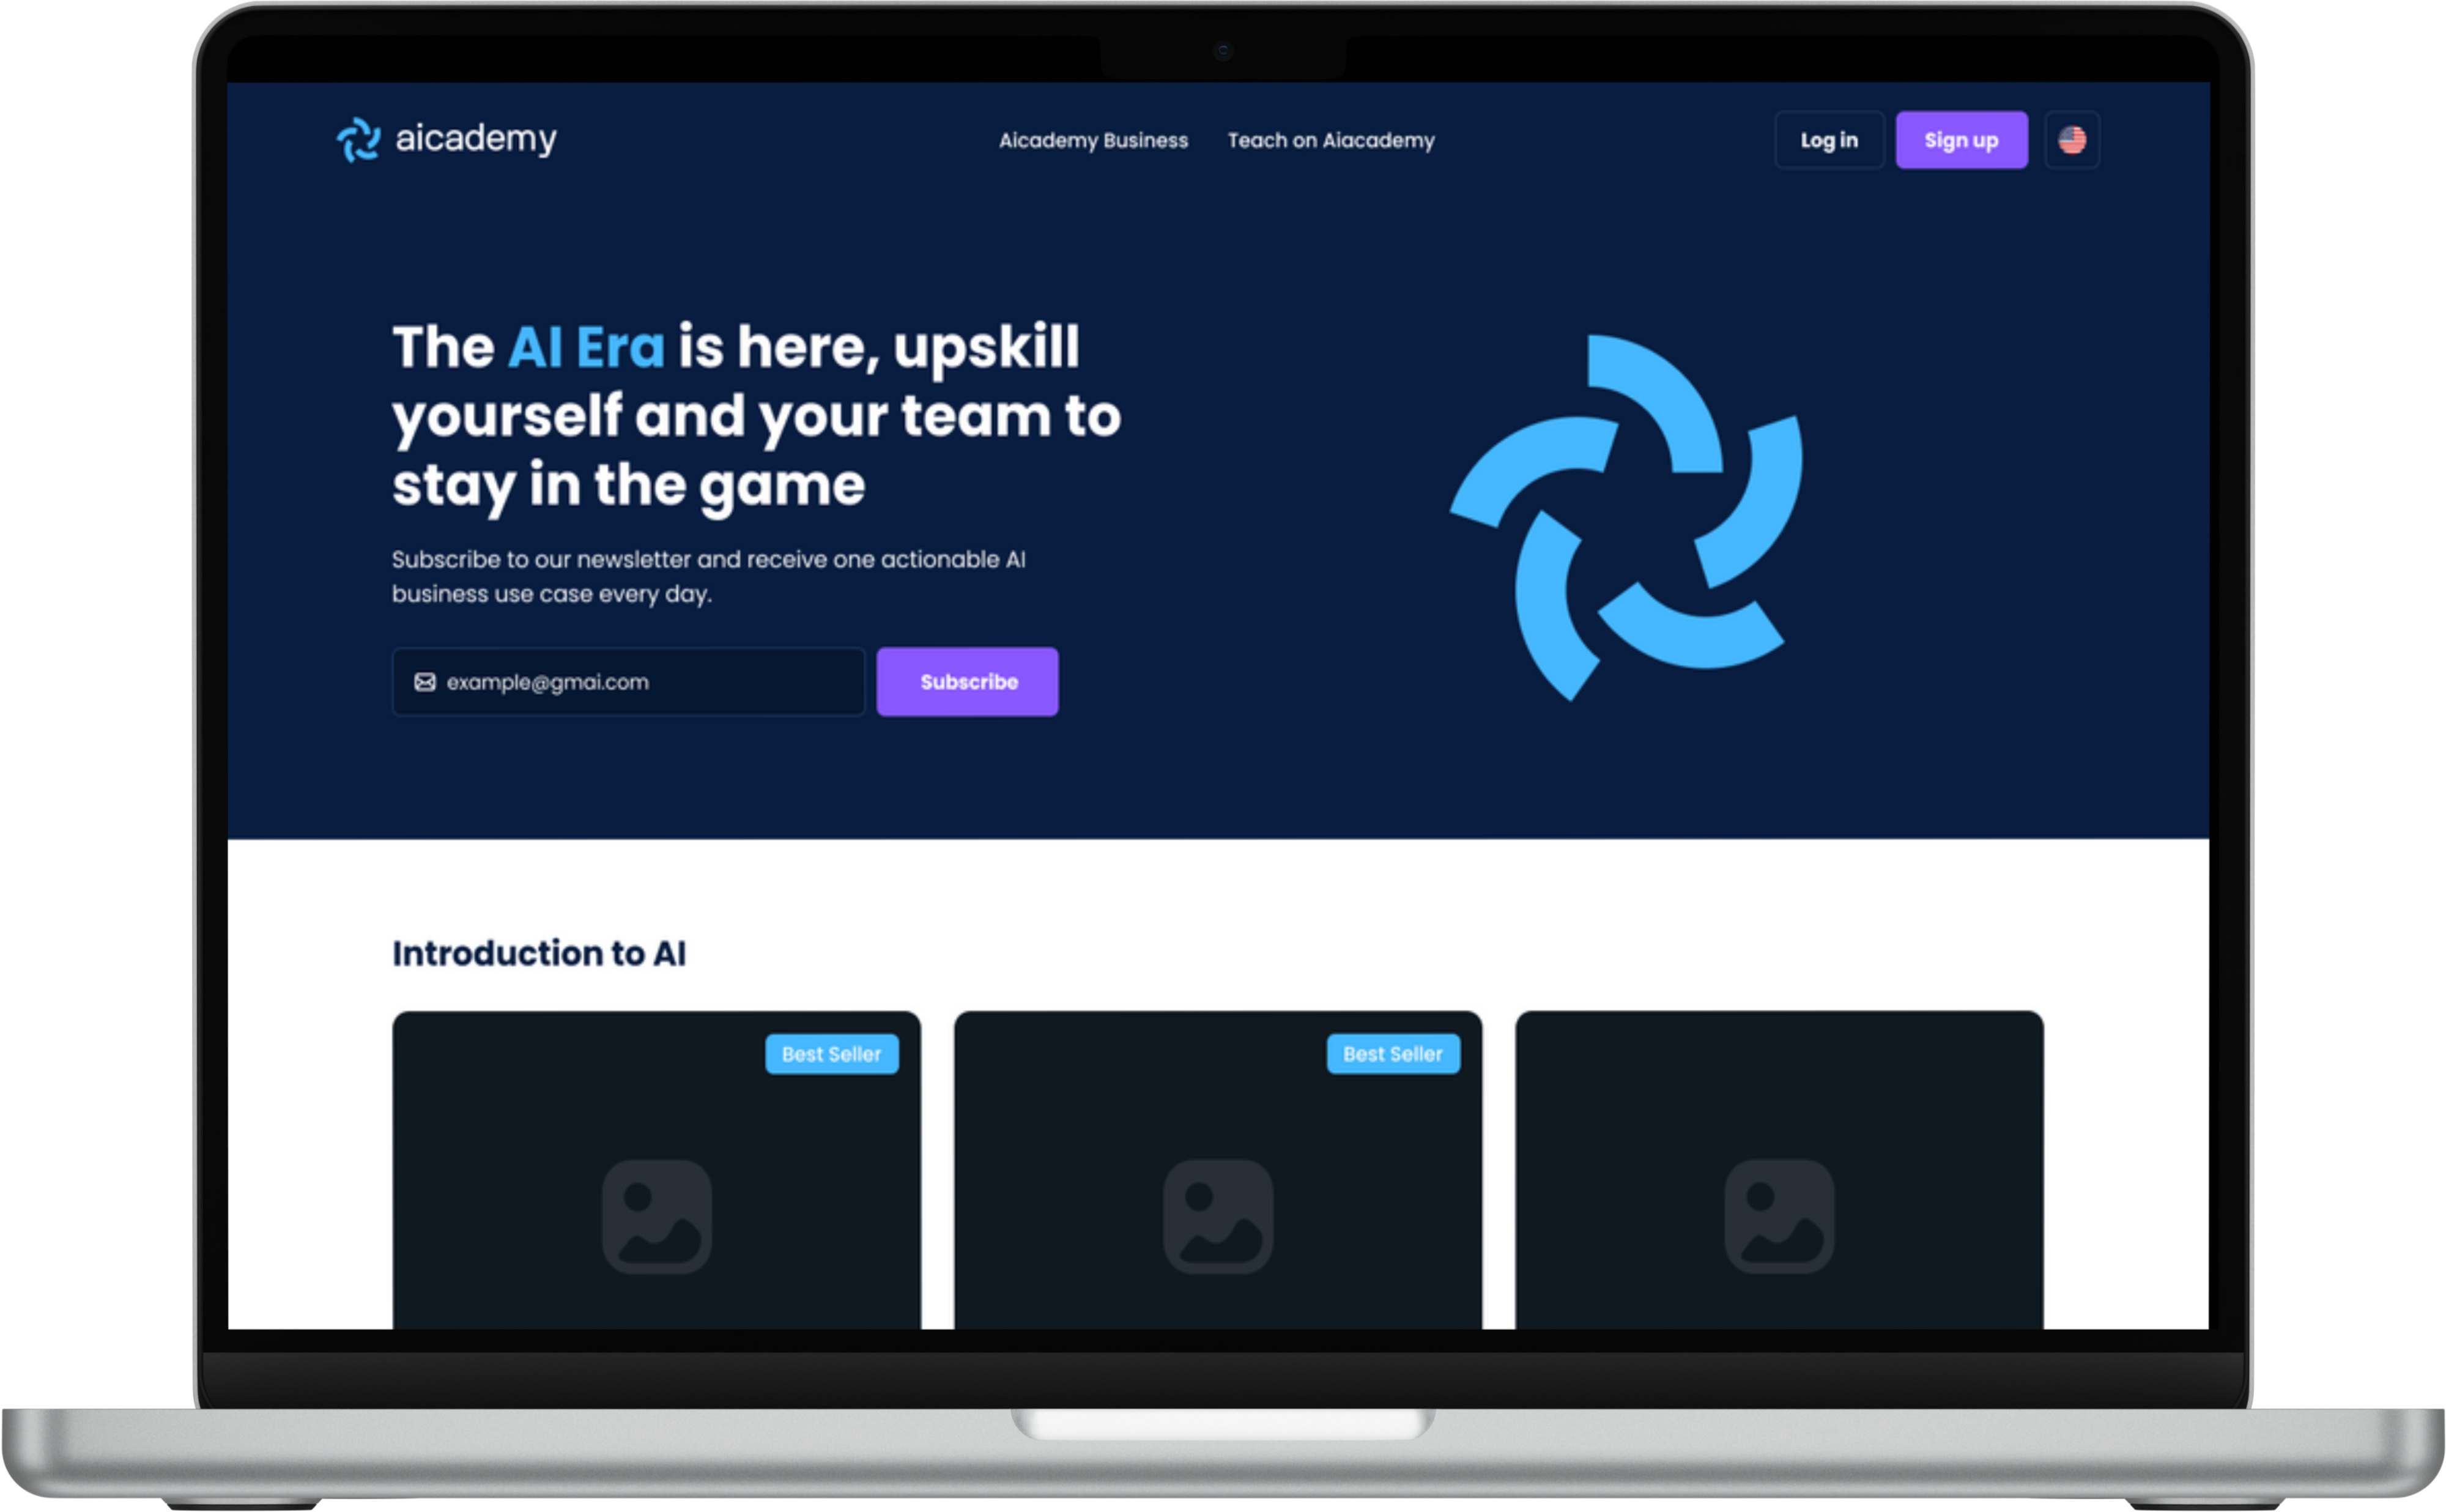 aicademy
Aicademy Business
Teach on Aiacademy
Log in
Sign up
The AI Era is here, upskill
yourself and your team to
stay in the game
Subscribe to our newsletter and receive one actionable AI
business use case every day.
example@gmai.com
Subscribe
Introduction to AI
Best Seller
Best Seller